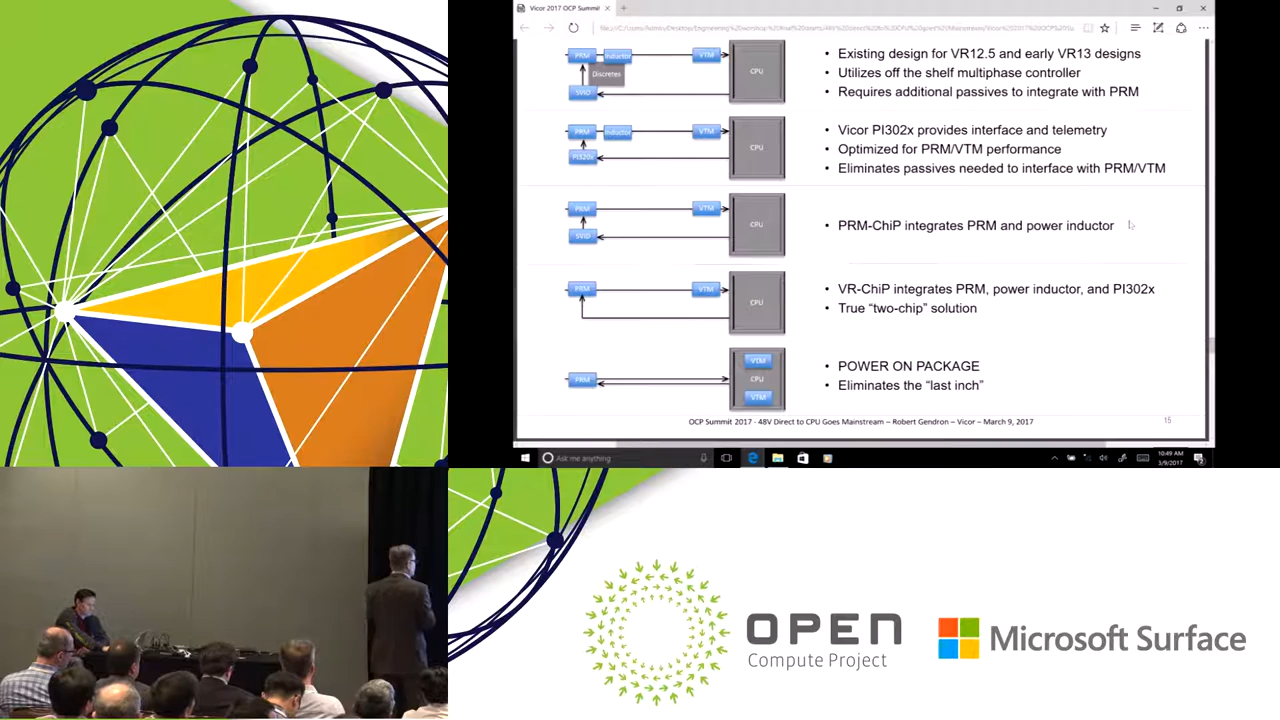 Vicor 2017 OCP Summit
PRM
Inductor
VTM
CPU
Discretes
SVID
Existing design for VR12.5 and early VR13 designs
Utilizes off the shelf multiphase controller
Requires additional passives to integrate with PRM
PRM
Inductor
VTM
CPU
PI320x
Vicor PI302x provides interface and telemetry
Optimized for PRM/VTM performance
Eliminates passives needed to interface with PRM/VTM
PRM
VTM
CPU
SVID
PRM-ChiP integrates PRM and power inductor
PRM
VTM
CPU
VR-ChiP integrates PRM, power inductor, and PI302x
True “two-chip” solution
PRM
VTM
CPU
VTM
POWER ON PACKAGE
Eliminates the “last inch”
OCP Summit 2017 - 48V Direct to CPU Goes Mainstream – Robert Gendron – Vicor – March 9, 2017
15
Ask me anything
10:49 AM
3/9/2017
OPEN
Compute Project
Microsoft Surface